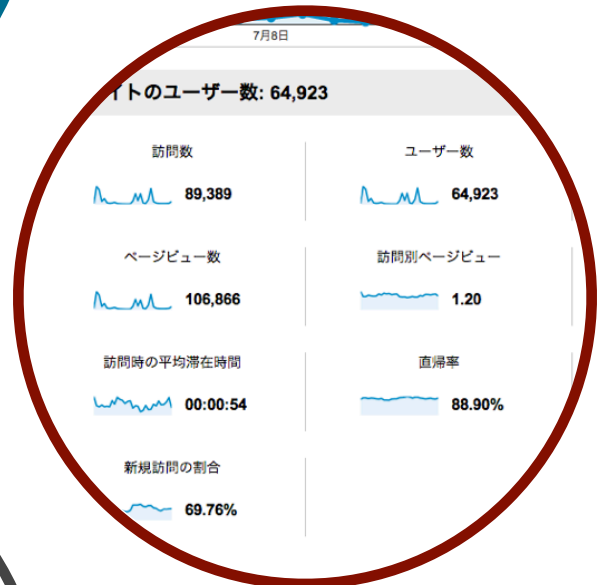 7月8日
イトのユーザー数: 64,923
訪問数
89,389
ユーザー数
64,923
ページビュー数
106,866
訪問別ページビュー
1.20
訪問時の平均滞在時間
00:00:54
直帰率
88.90%
新規訪問の割合
69.76%